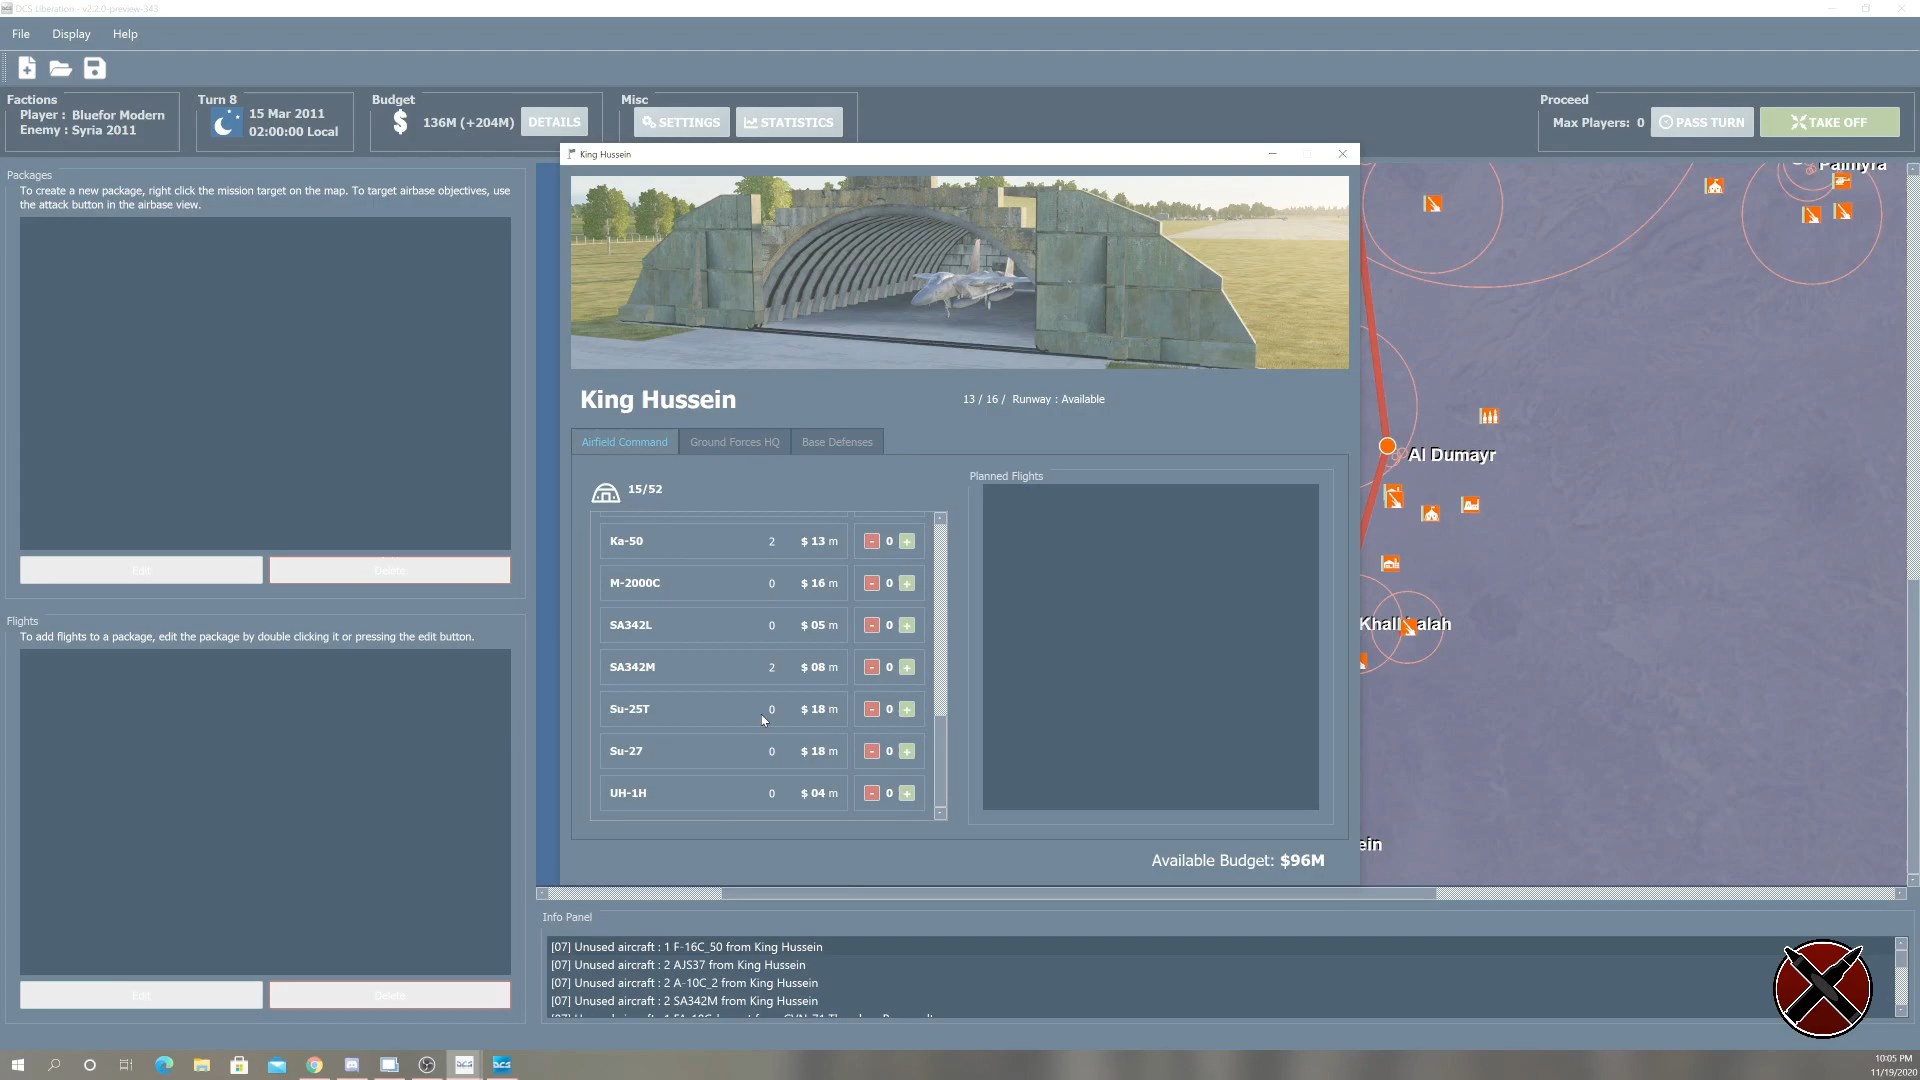 DCS Liberation - v2.2.0-preview-343
File
Display
Help
Factions
Player : Bluefor Modern
Enemy : Syria 2011
Turn 8
15 Mar 2011
02:00:00 Local
Budget
$ 136M (+204M)
DETAILS
Misc
SETTINGS
STATISTICS
Proceed
Max Players: 0
PASS TURN
TAKE OFF
Packages
To create a new package, right click the mission target on the map. To target airbase objectives, use
the attack button in the airbase view.
Edit
Delete
Flights
To add flights to a package, edit the package by double clicking it or pressing the edit button.
Edit
Delete
King Hussein
King Hussein
13 / 16 / Runway : Available
Airfield Command
Ground Forces HQ
Base Defenses
15/52
Ka-50 2 $ 13 m - 0 +
M-2000C 0 $ 16 m - 0 +
SA342L 0 $ 05 m - 0 +
SA342M 2 $ 08 m - 0 +
Su-25T 0 $ 18 m - 0 +
Su-27 0 $ 18 m - 0 +
UH-1H 0 $ 04 m - 0 +
Planned Flights
Available Budget: $96M
Palmyra
Al Dumayr
ein
Info Panel
[07] Unused aircraft : 1 F-16C_50 from King Hussein
[07] Unused aircraft : 2 AJS37 from King Hussein
[07] Unused aircraft : 2 A-10C_2 from King Hussein
[07] Unused aircraft : 2 SA342M from King Hussein
DCS
DCS
10:05 PM
11/19/2020